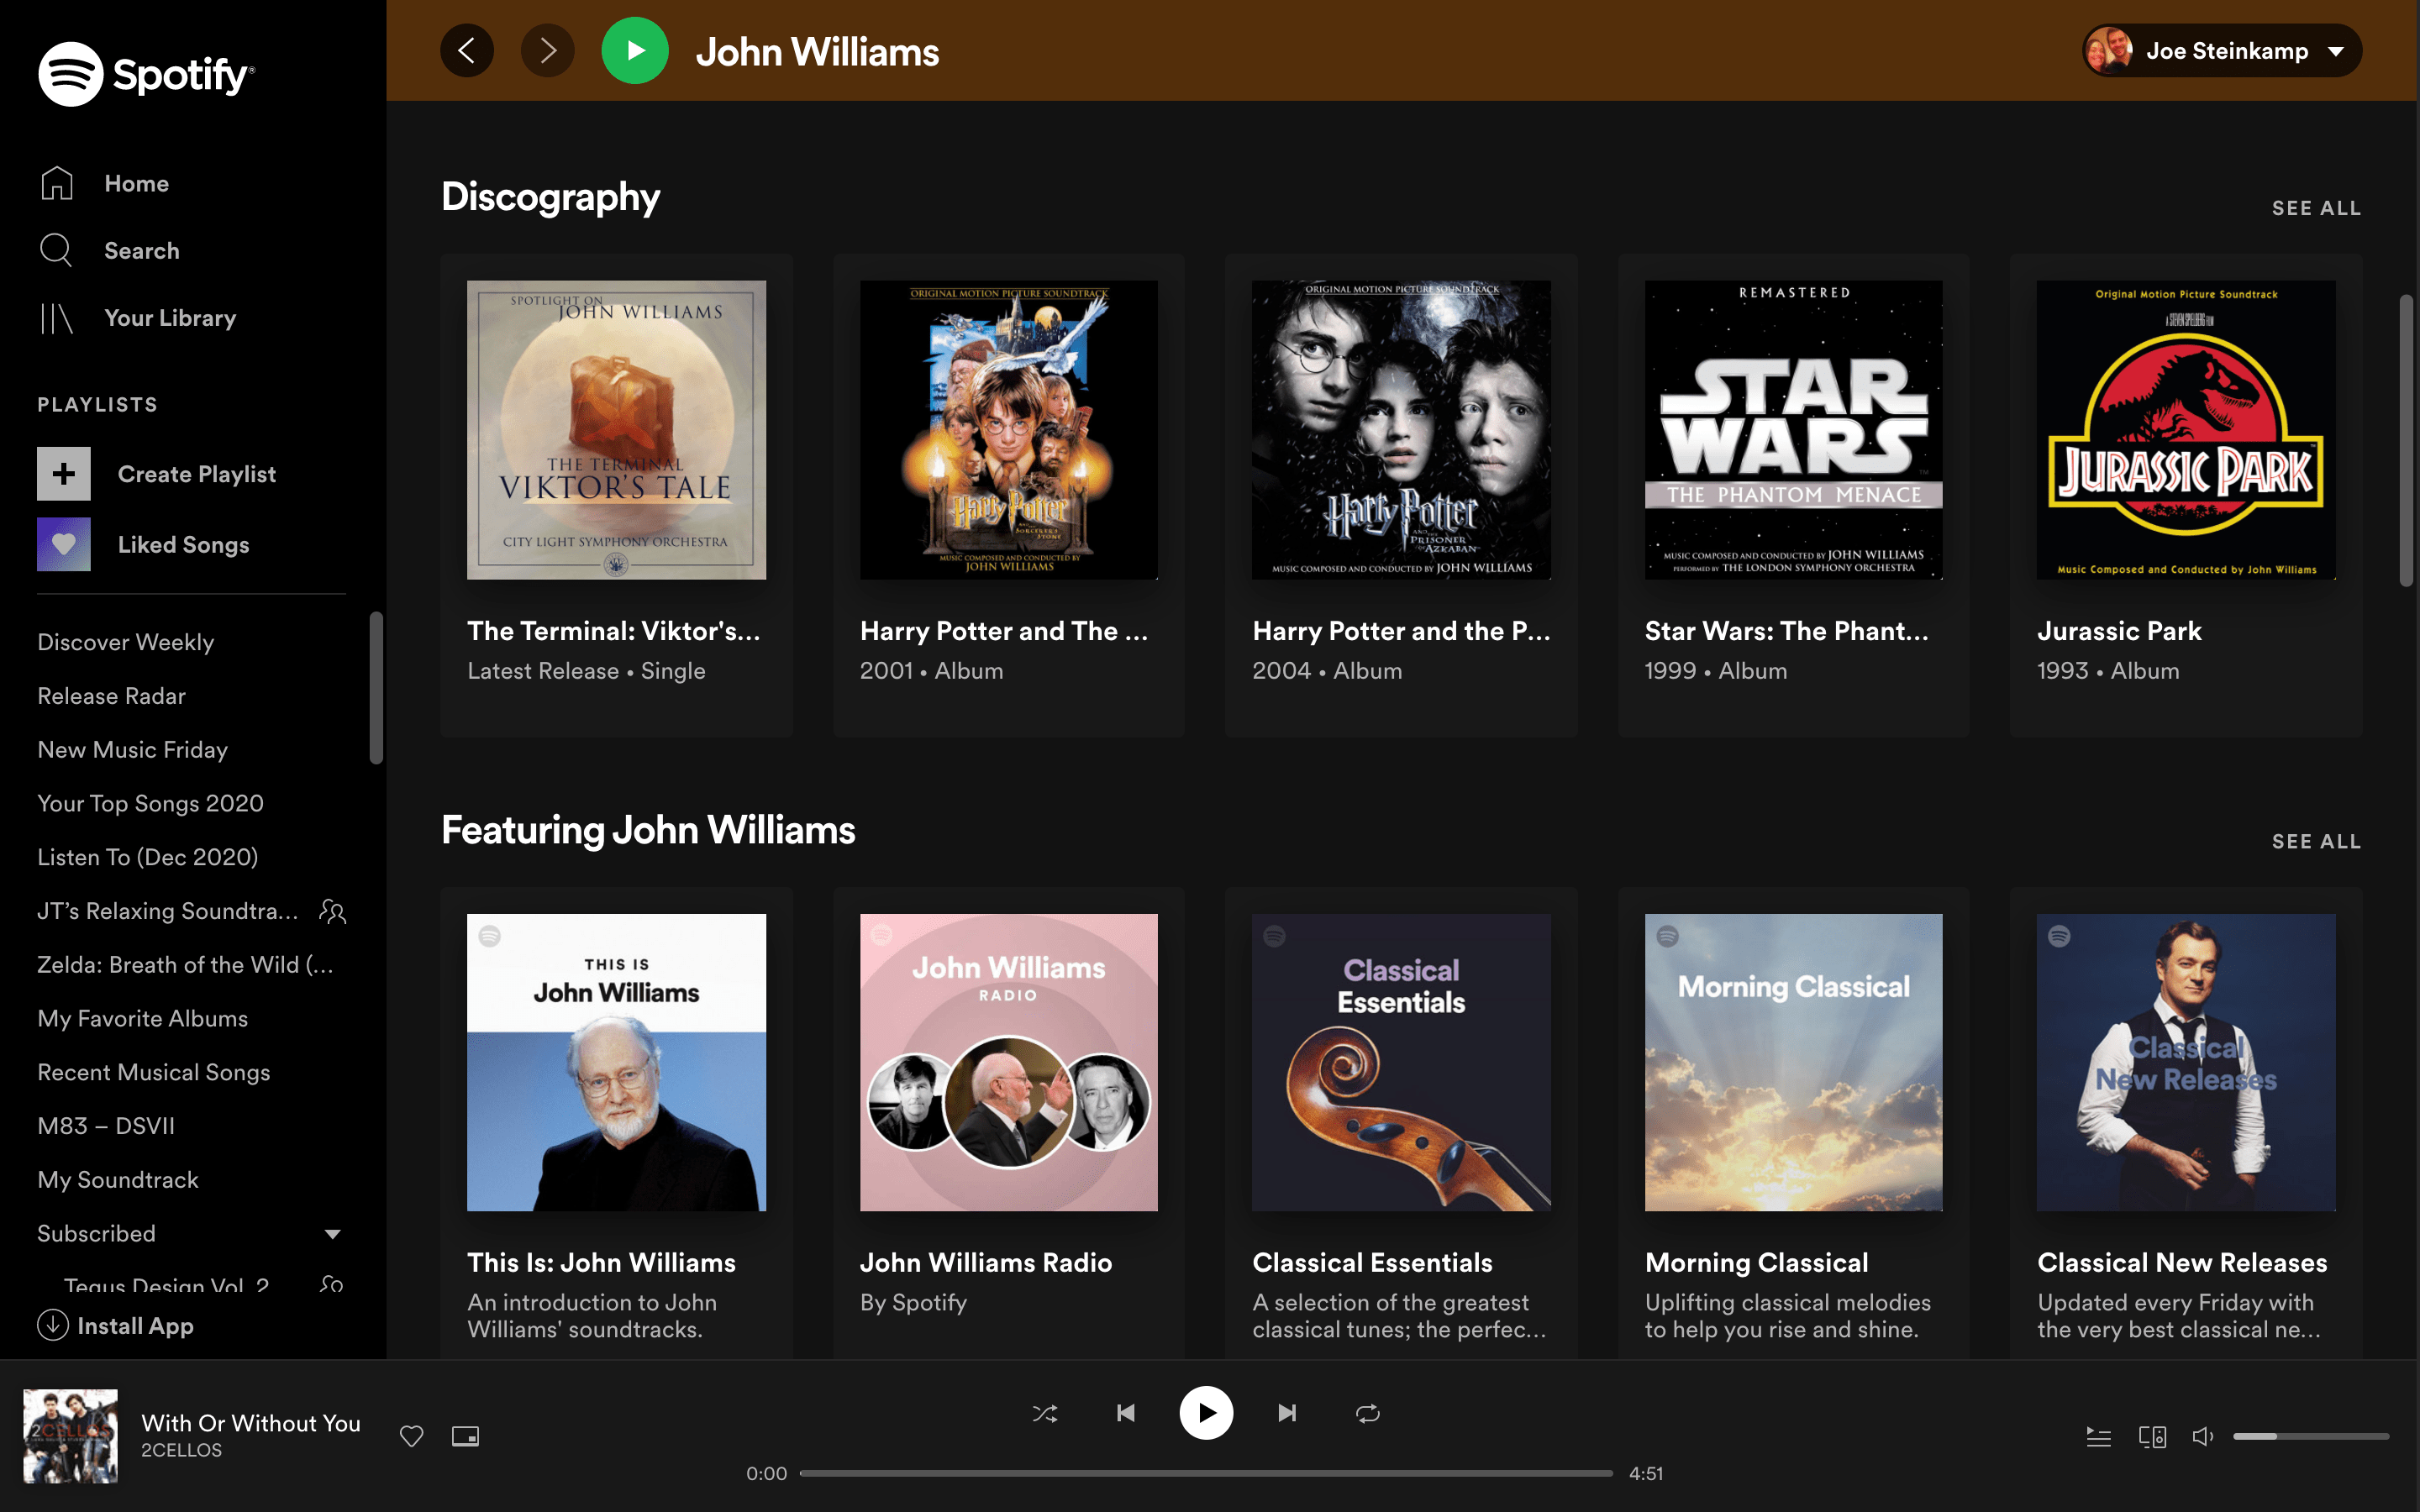 Spotify®
Home
Search
Your Library
PLAYLISTS
Create Playlist
Liked Songs
Discover Weekly
Release Radar
New Music Friday
Your Top Songs 2020
Listen To (Dec 2020)
JT’s Relaxing Soundtra...
Zelda: Breath of the Wild (...
My Favorite Albums
Recent Musical Songs
M83 – DSVII
My Soundtrack
Subscribed
Tegus Design Vol. 2
Install App
John Williams
Joe Steinkamp
Discography
SEE ALL
SPOTLIGHT ON
JOHN WILLIAMS
THE TERMINAL
VIKTOR'S TALE
CITY LIGHT SYMPHONY ORCHESTRA
The Terminal: Viktor's...
Latest Release • Single
ORIGINAL MOTION PICTURE SOUNDTRACK
Harry Potter
AND THE
SORCERER'S STONE
MUSIC COMPOSED AND CONDUCTED BY
JOHN WILLIAMS
Harry Potter and The ...
2001 • Album
ORIGINAL MOTION PICTURE SOUNDTRACK
Harry Potter
AND THE
PRISONER OF AZKABAN
MUSIC COMPOSED AND CONDUCTED BY JOHN WILLIAMS
Harry Potter and the P...
2004 • Album
REMASTERED
STAR WARS
THE PHANTOM MENACE
MUSIC COMPOSED AND CONDUCTED BY JOHN WILLIAMS
PERFORMED BY THE LONDON SYMPHONY ORCHESTRA
Star Wars: The Phant...
1999 • Album
Original Motion Picture Soundtrack
A STEVEN SPIELBERG FILM
JURASSIC PARK
Music Composed and Conducted by John Williams
Jurassic Park
1993 • Album
Featuring John Williams
SEE ALL
THIS IS
John Williams
This Is: John Williams
An introduction to John
Williams' soundtracks.
John Williams
RADIO
John Williams Radio
By Spotify
Classical
Essentials
Classical Essentials
A selection of the greatest
classical tunes; the perfec...
Morning Classical
Morning Classical
Uplifting classical melodies
to help you rise and shine.
Classical
New Releases
Classical New Releases
Updated every Friday with
the very best classical ne...
2CELLOS
With Or Without You
2CELLOS
0:00
4:51